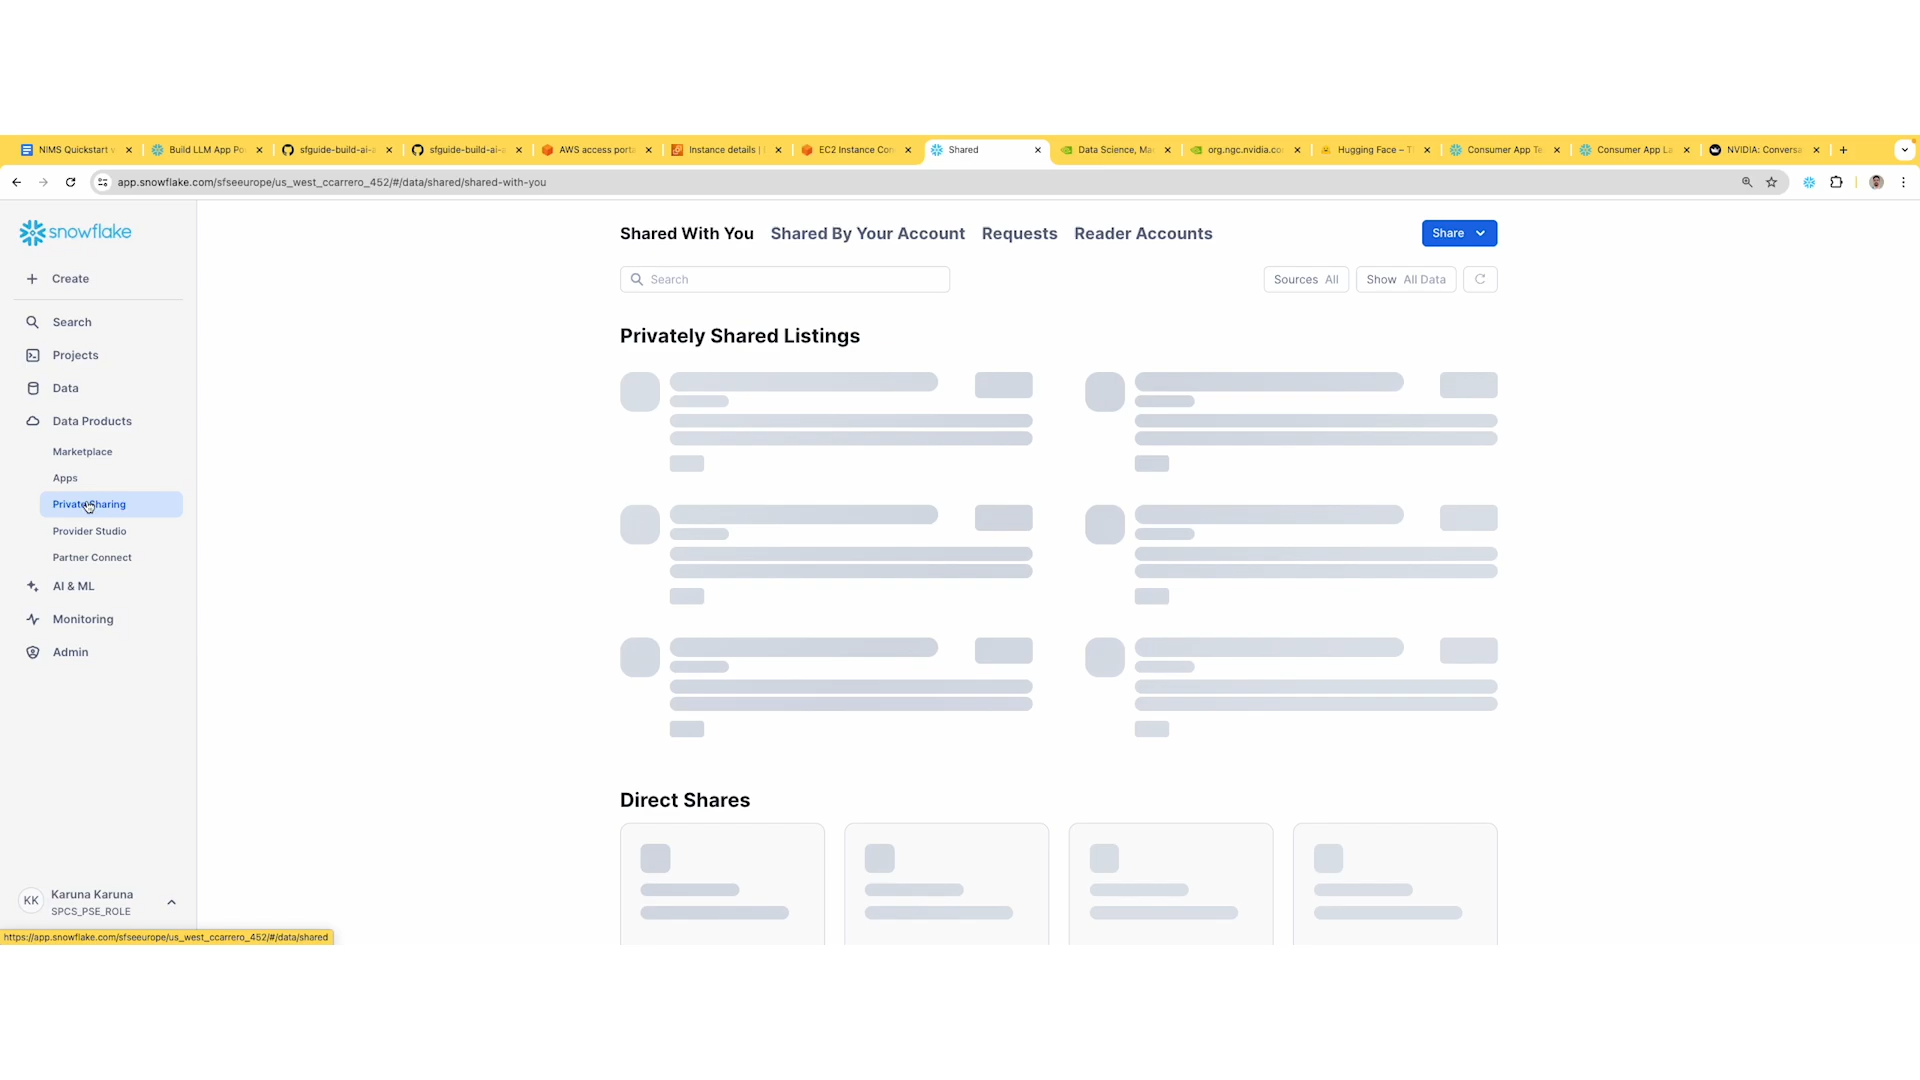 NIMS Quickstart
Build LLM App Po
sfguide-build-ai-a
sfguide-build-ai-a
AWS access porta
Instance details |
EC2 Instance Con
Shared
Data Science, Ma
org.ngc.nvidia.co
Hugging Face – T
Consumer App Te
Consumer App La
NVIDIA: Conversa
app.snowflake.com/sfseeurope/us_west_ccarrero_452/#/data/shared/shared-with-you
snowflake
Create
Search
Projects
Data
Data Products
Marketplace
Apps
Private Sharing
Provider Studio
Partner Connect
AI & ML
Monitoring
Admin
KK
Karuna Karuna
SPCS_PSE_ROLE
https://app.snowflake.com/sfseeurope/us_west_ccarrero_452/#/data/shared
Shared With You Shared By Your Account Requests Reader Accounts
Share
Search
Sources All
Show All Data
Privately Shared Listings
Direct Shares